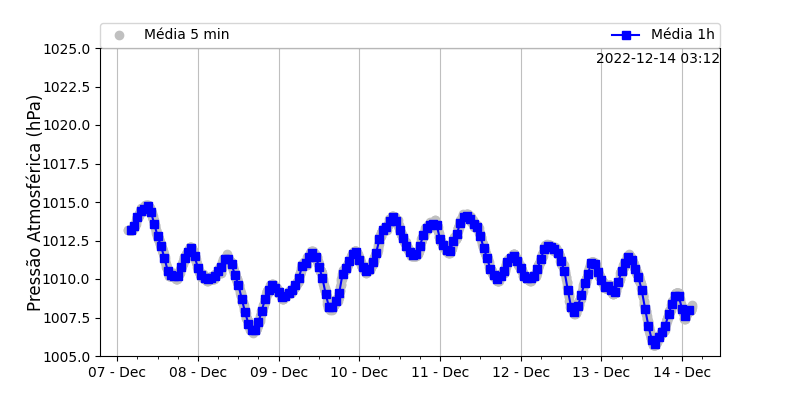 Média 5 min
Média 1h
2022-12-14 03:12
Pressão Atmosférica (hPa)
1025.0
1022.5
1020.0
1017.5
1015.0
1012.5
1010.0
1007.5
1005.0
07 - Dec
08 - Dec
09 - Dec
10 - Dec
11 - Dec
12 - Dec
13 - Dec
14 - Dec